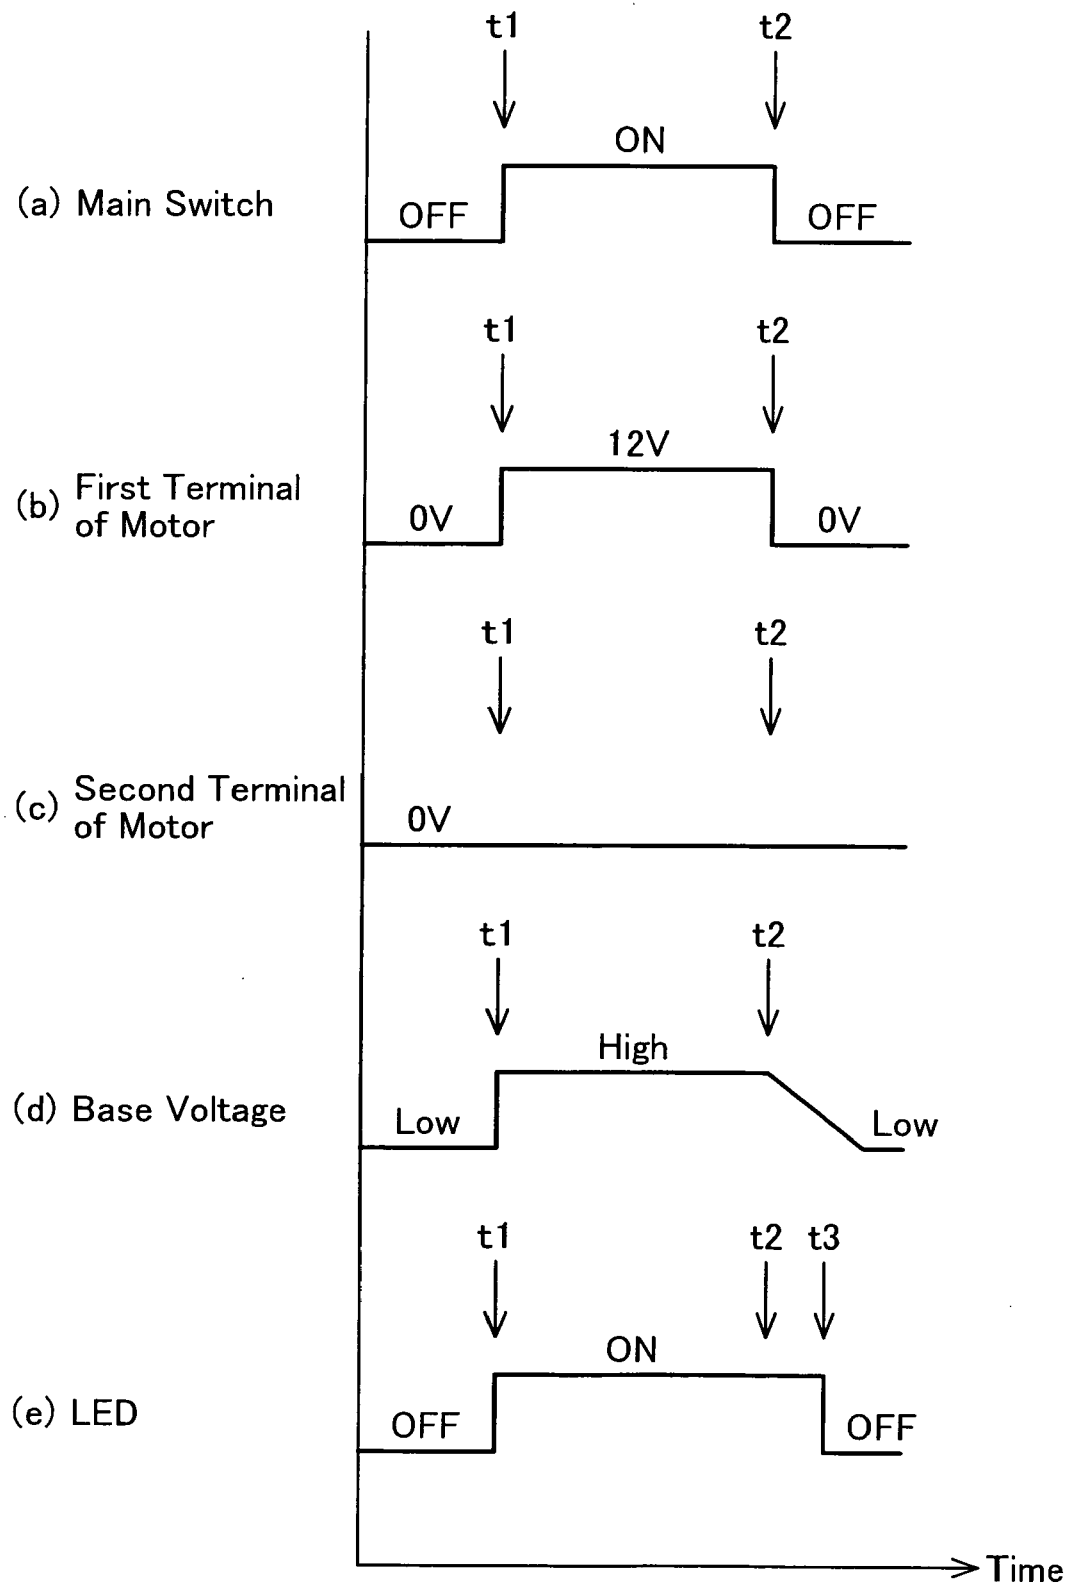 t1 t2
ON
(a) Main Switch
OFF OFF
t1 t2
12V
(b) First Terminal
of Motor
0V 0V
t1 t2
(c) Second Terminal
of Motor
0V
t1 t2
High
(d) Base Voltage
Low Low
t1 t2 t3
ON
(e) LED
OFF OFF
Time